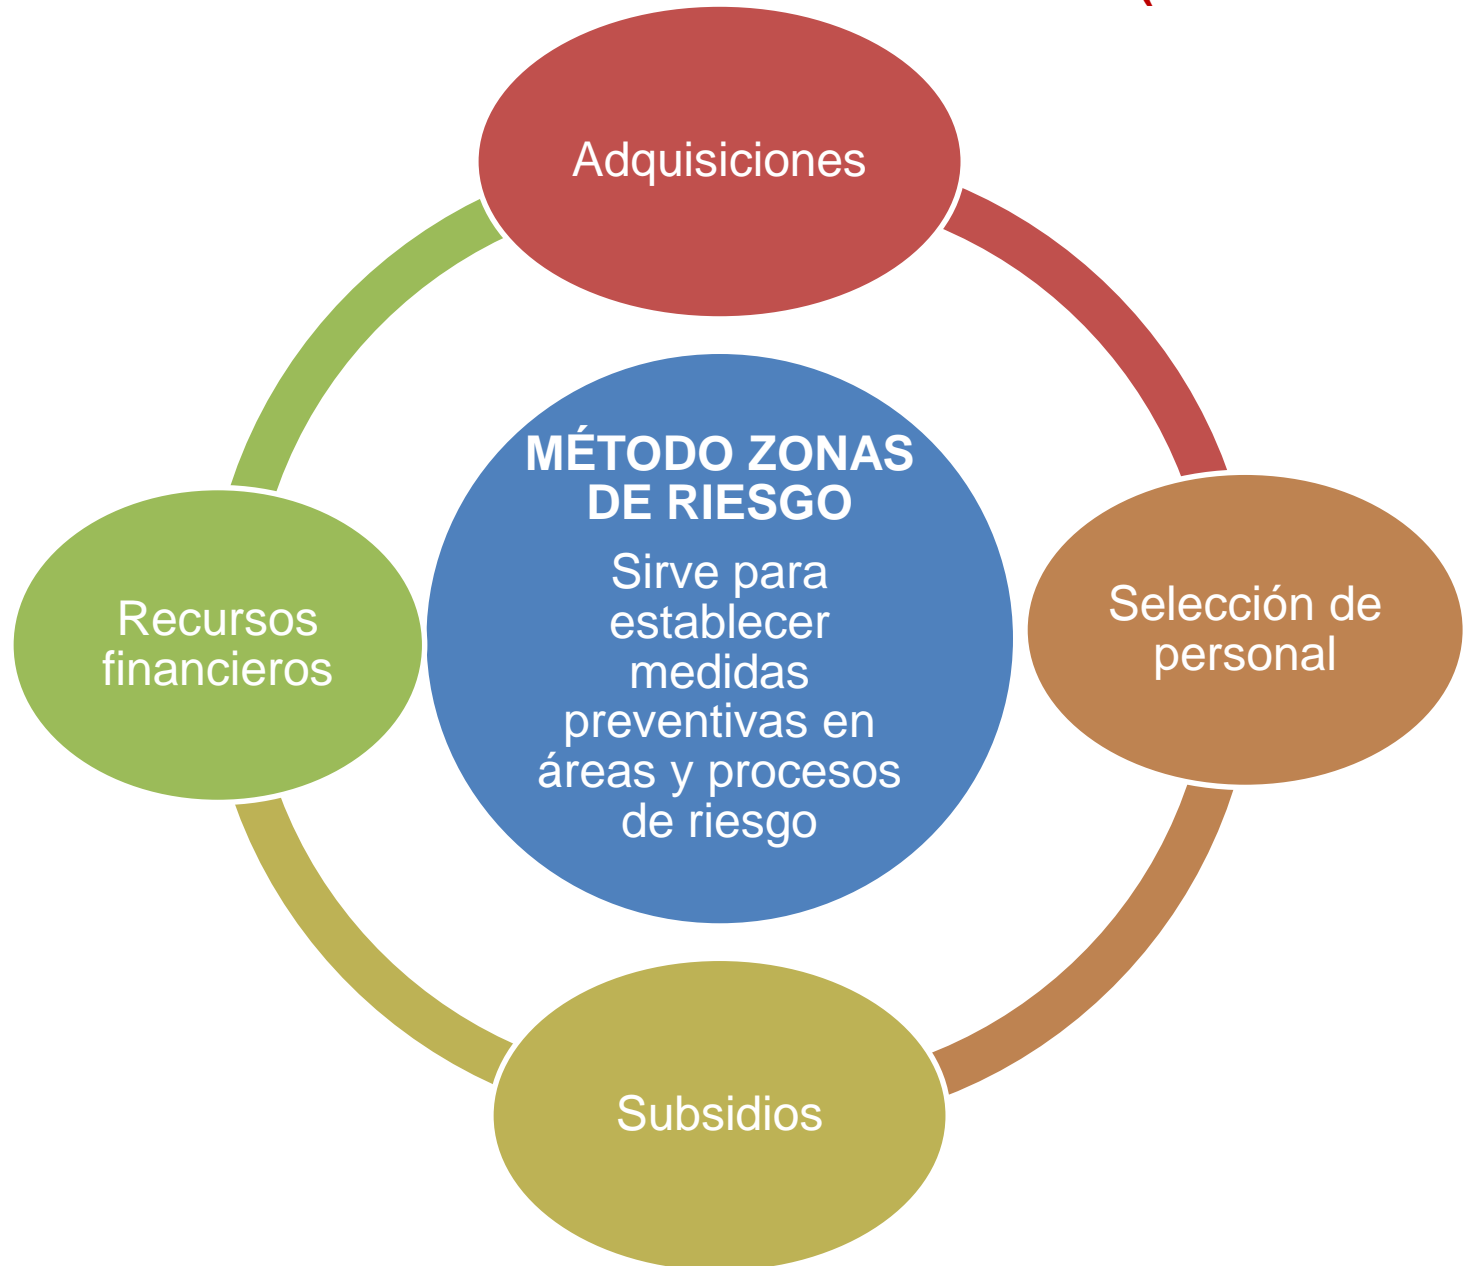 Adquisiciones
MÉTODO ZONAS
DE RIESGO
Sirve para
establecer
medidas
preventivas en
áreas y procesos
de riesgo
Recursos
financieros
Selección de
personal
Subsidios